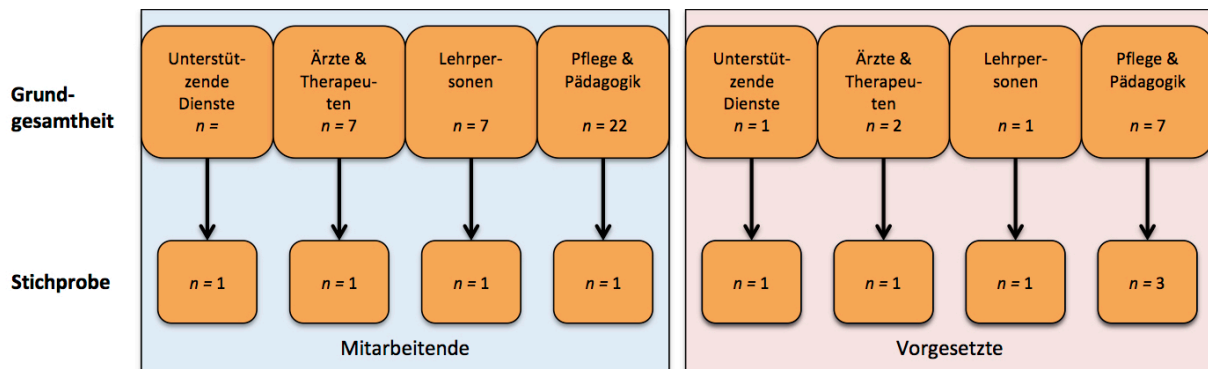 Grund-
gesamtheit
Unterstüt-
zende
Dienste
n =
Ärzte &
Therapeu-
ten
n = 7
Lehrper-
sonen
n = 7
Pflege &
Pädagogik
n = 22
Unterstüt-
zende
Dienste
n = 1
Ärzte &
Therapeu-
ten
n = 2
Lehrper-
sonen
n = 1
Pflege &
Pädagogik
n = 7
Stichprobe
n = 1
n = 1
n = 1
n = 1
n = 1
n = 1
n = 1
n = 3
Mitarbeitende
Vorgesetzte